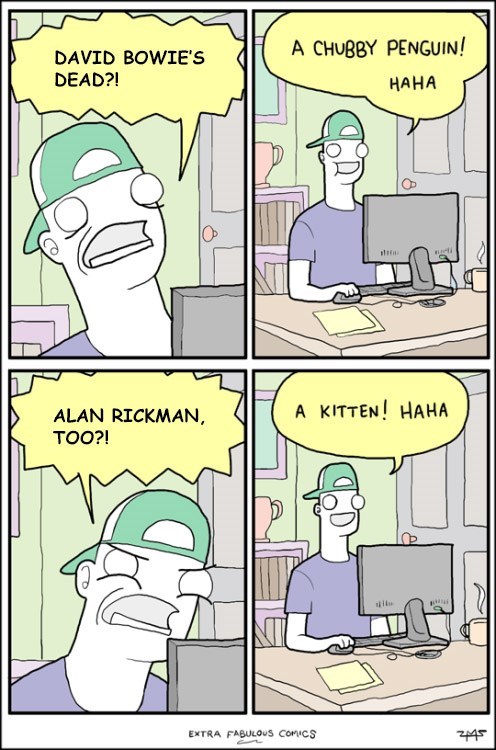 DAVID BOWIE'S
DEAD?!
A CHUBBY PENGUIN!
HAHA
ALAN RICKMAN,
TOO?!
A KITTEN! HAHA
EXTRA FABULOUS COMICS